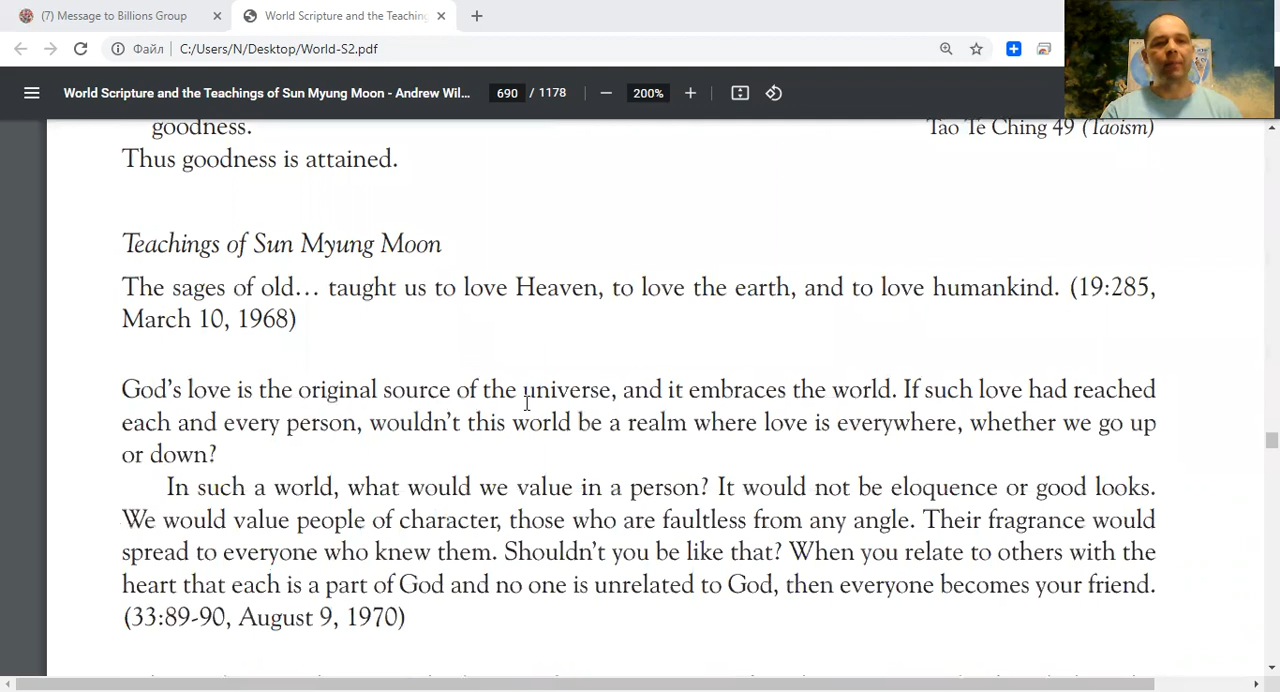 (7) Message to Billions Group
World Scripture and the Teaching
Файл C:/Users/N/Desktop/World-S2.pdf
World Scripture and the Teachings of Sun Myung Moon - Andrew Wil... 690 / 1178 200%
goodness. Tao Te Ching 49 (Taoism)
Thus goodness is attained.
Teachings of Sun Myung Moon
The sages of old… taught us to love Heaven, to love the earth, and to love humankind. (19:285,
March 10, 1968)
God's love is the original source of the universe, and it embraces the world. If such love had reached
each and every person, wouldn't this world be a realm where love is everywhere, whether we go up
or down?
In such a world, what would we value in a person? It would not be eloquence or good looks.
We would value people of character, those who are faultless from any angle. Their fragrance would
spread to everyone who knew them. Shouldn't you be like that? When you relate to others with the
heart that each is a part of God and no one is unrelated to God, then everyone becomes your friend.
(33:89-90, August 9, 1970)